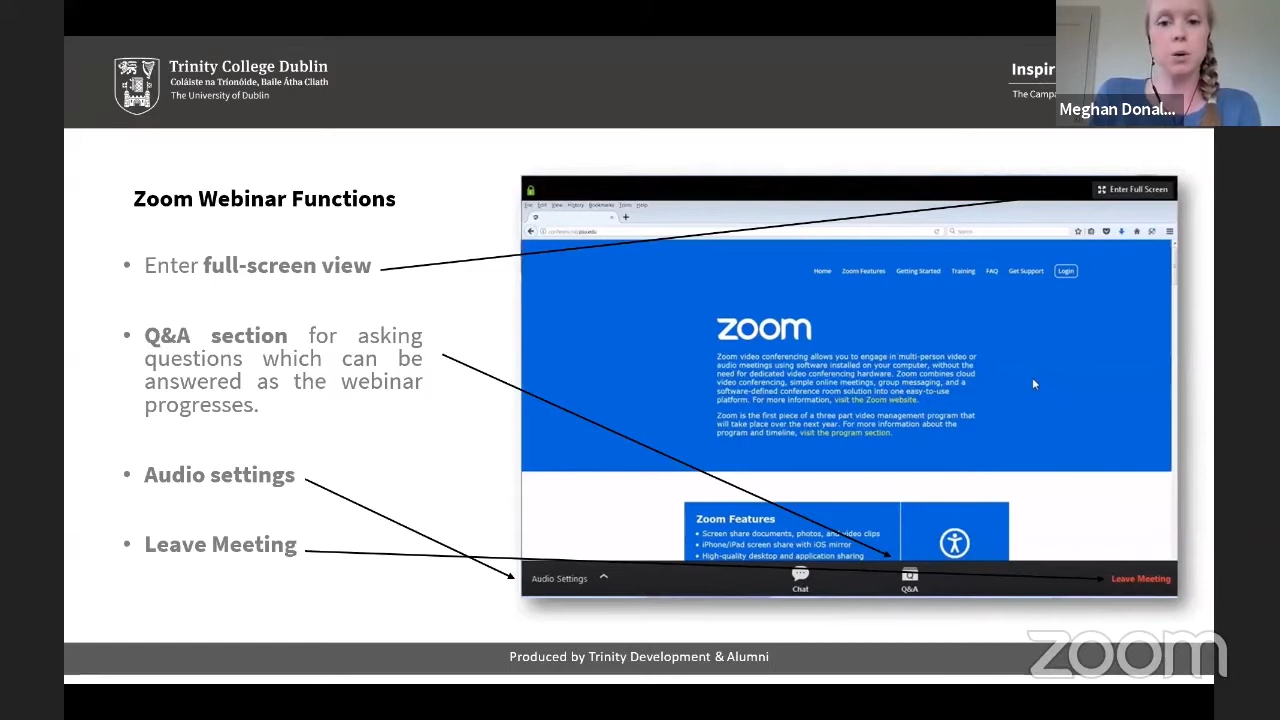 Trinity College Dublin
Coláiste na Tríonóide, Baile Átha Cliath
The University of Dublin
Inspir
The Campa
Meghan Donal...
Zoom Webinar Functions
• Enter full-screen view
• Q&A section for asking
questions which can be
answered as the webinar
progresses.
• Audio settings
• Leave Meeting
Enter Full Screen
File Edit View History Bookmarks Tools Help
Search
Home Zoom Features Getting Started Training FAQ Get Support Login
zoom
Zoom video conferencing allows you to engage in multi-person video or
audio meetings using software installed on your computer, without the
need for dedicated video conferencing hardware. Zoom combines cloud
video conferencing, simple online meetings, group messaging, and a
software-defined conference room solution into one easy-to-use
platform. For more information, visit the Zoom website.
Zoom is the first piece of a three part video management program that
will take place over the next year. For more information about the
program and timeline, visit the program section.
Zoom Features
• Screen share documents, photos, and video clips
• iPhone/iPad screen share with iOS mirror
• High-quality desktop and application sharing
Audio Settings
Chat
Q&A
Leave Meeting
Produced by Trinity Development & Alumni
zoom